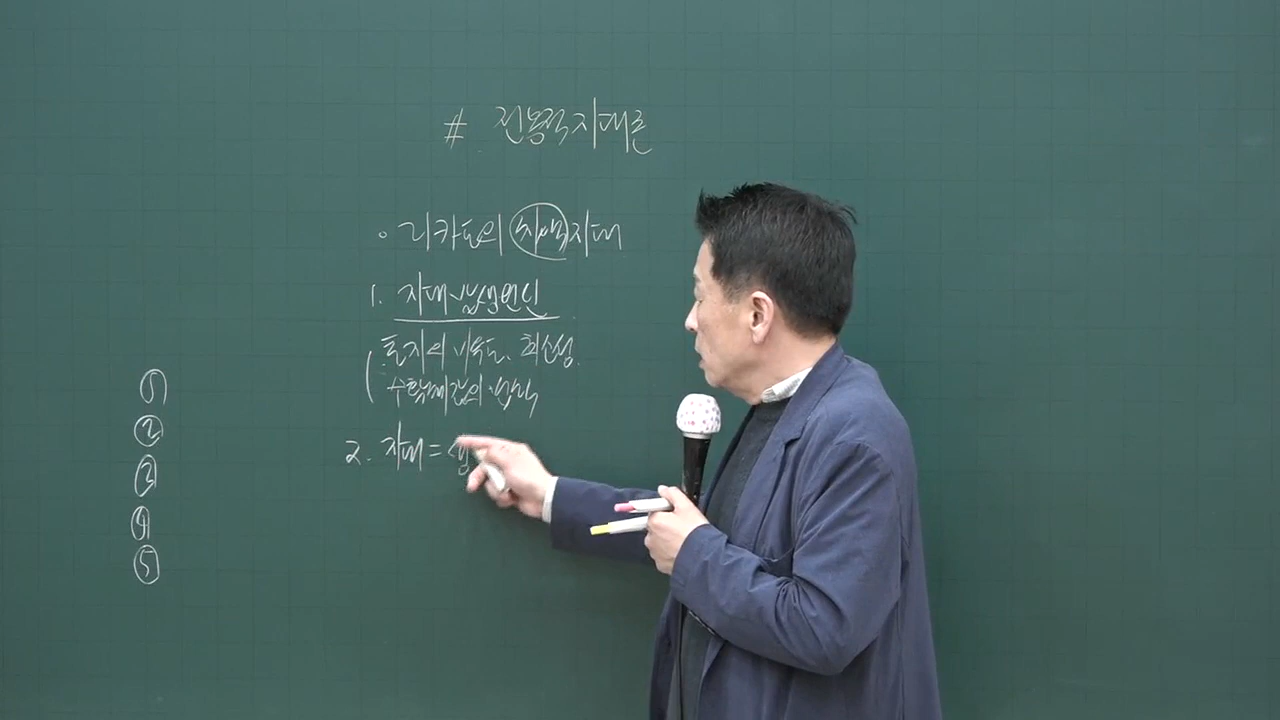 # 전통적지대론
◦ 리카도의 차액지대
1. 지대발생원인
토지의 비옥도, 희소성
수확체감의 법칙
2. 지대 =
①
②
③
④
⑤